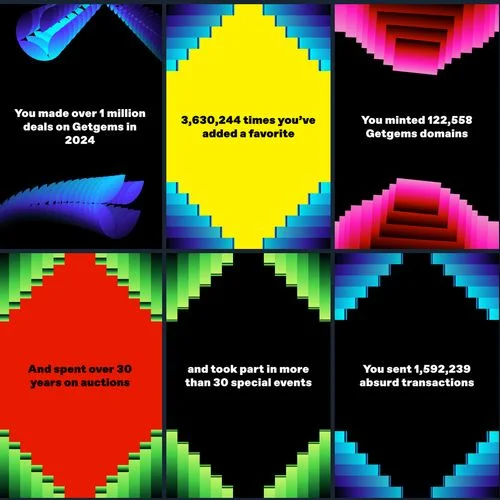 You made over 1 million
deals on Getgems in
2024
3,630,244 times you've
added a favorite
You minted 122,558
Getgems domains
And spent over 30
years on auctions
and took part in more
than 30 special events
You sent 1,592,239
absurd transactions